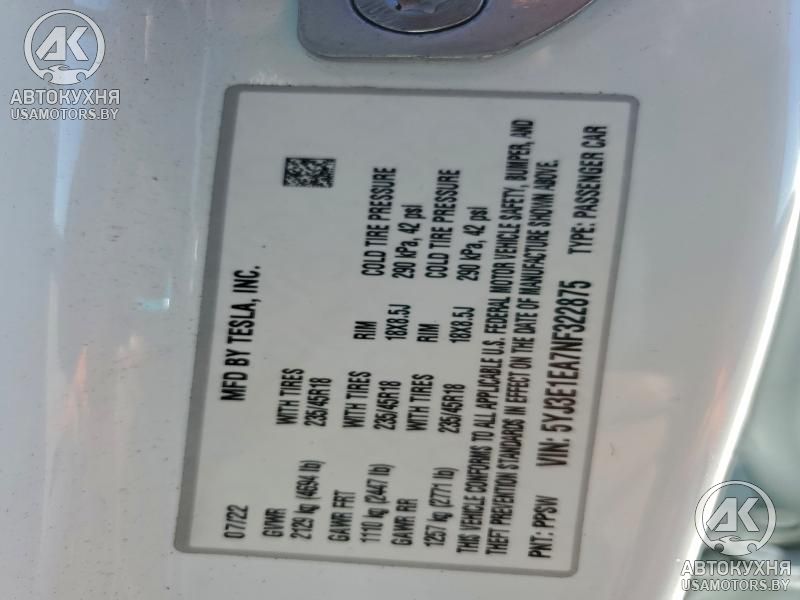 AK
АВТОКУХНЯ
USAMOTORS.BY
MFD BY TESLA, INC.
07/22
GVWR WITH TIRES
2129 kg (4694 lb) 235/45R18
GAWR FRT WITH TIRES RIM COLD TIRE PRESSURE
1110 kg (2447 lb) 235/45R18 18X8.5J 290 kPa, 42 psi
GAWR RR WITH TIRES RIM COLD TIRE PRESSURE
1257 kg (2771 lb) 235/45R18 18X8.5J 290 kPa, 42 psi
THIS VEHICLE CONFORMS TO ALL APPLICABLE U.S. FEDERAL MOTOR VEHICLE SAFETY, BUMPER, AND
THEFT PREVENTION STANDARDS IN EFFECT ON THE DATE OF MANUFACTURE SHOWN ABOVE.
PNT: PPSW VIN: 5YJ3E1EA7NF322875 TYPE: PASSENGER CAR
AK
АВТОКУХНЯ
USAMOTORS.BY